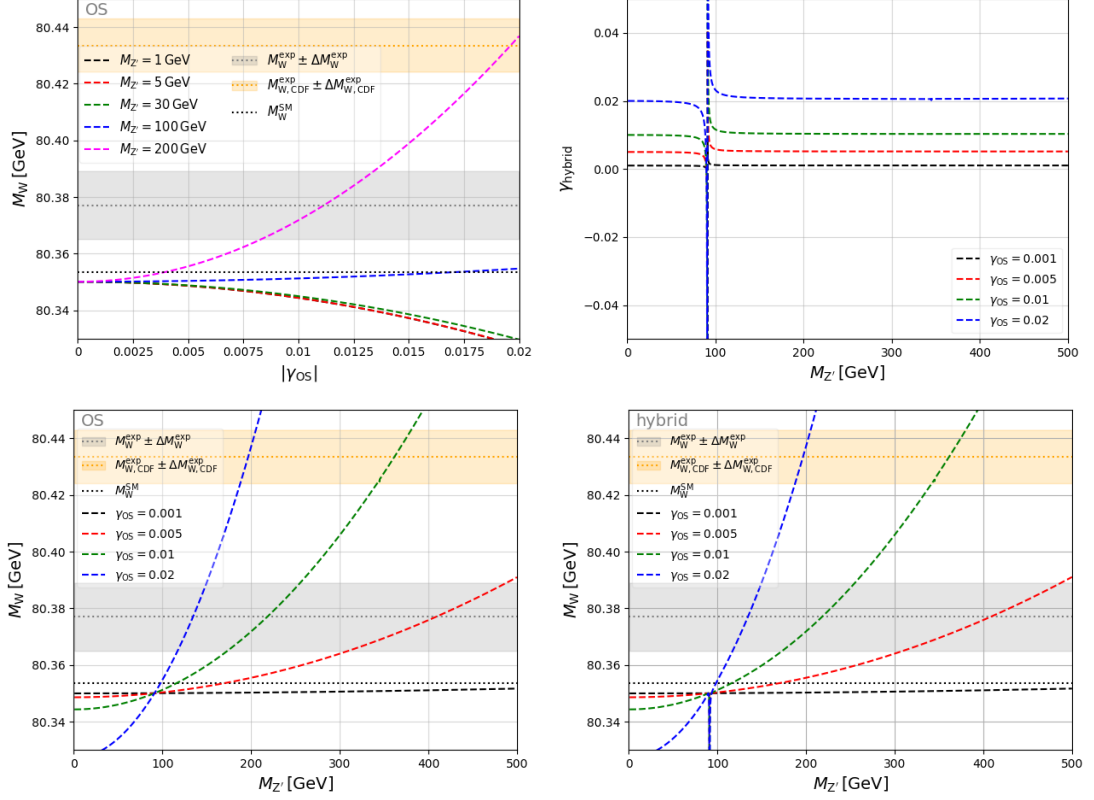 OS
80.44
80.42
80.40
80.38
80.36
80.34
M_W [GeV]
M_Z′ = 1 GeV
M_Z′ = 5 GeV
M_Z′ = 30 GeV
M_Z′ = 100 GeV
M_Z′ = 200 GeV
M_W^exp ± ΔM_W^exp
M_W,CDF^exp ± ΔM_W,CDF^exp
M_W^SM
0 0.0025 0.005 0.0075 0.01 0.0125 0.015 0.0175 0.02
|γ_OS|
0.04
0.02
0.00
−0.02
−0.04
γ_hybrid
γ_OS = 0.001
γ_OS = 0.005
γ_OS = 0.01
γ_OS = 0.02
0 100 200 300 400 500
M_Z′ [GeV]
OS
80.44
80.42
80.40
80.38
80.36
80.34
M_W [GeV]
M_W^exp ± ΔM_W^exp
M_W,CDF^exp ± ΔM_W,CDF^exp
M_W^SM
γ_OS = 0.001
γ_OS = 0.005
γ_OS = 0.01
γ_OS = 0.02
0 100 200 300 400 500
M_Z′ [GeV]
hybrid
80.44
80.42
80.40
80.38
80.36
80.34
M_W [GeV]
M_W^exp ± ΔM_W^exp
M_W,CDF^exp ± ΔM_W,CDF^exp
M_W^SM
γ_OS = 0.001
γ_OS = 0.005
γ_OS = 0.01
γ_OS = 0.02
0 100 200 300 400 500
M_Z′ [GeV]